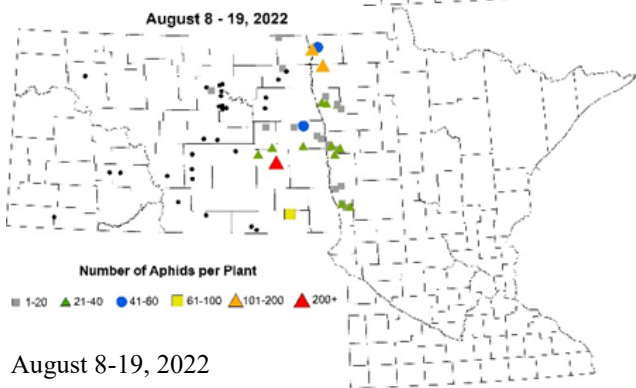 August 8 - 19, 2022
Number of Aphids per Plant
1-20 21-40 41-60 61-100 101-200 200+
August 8-19, 2022